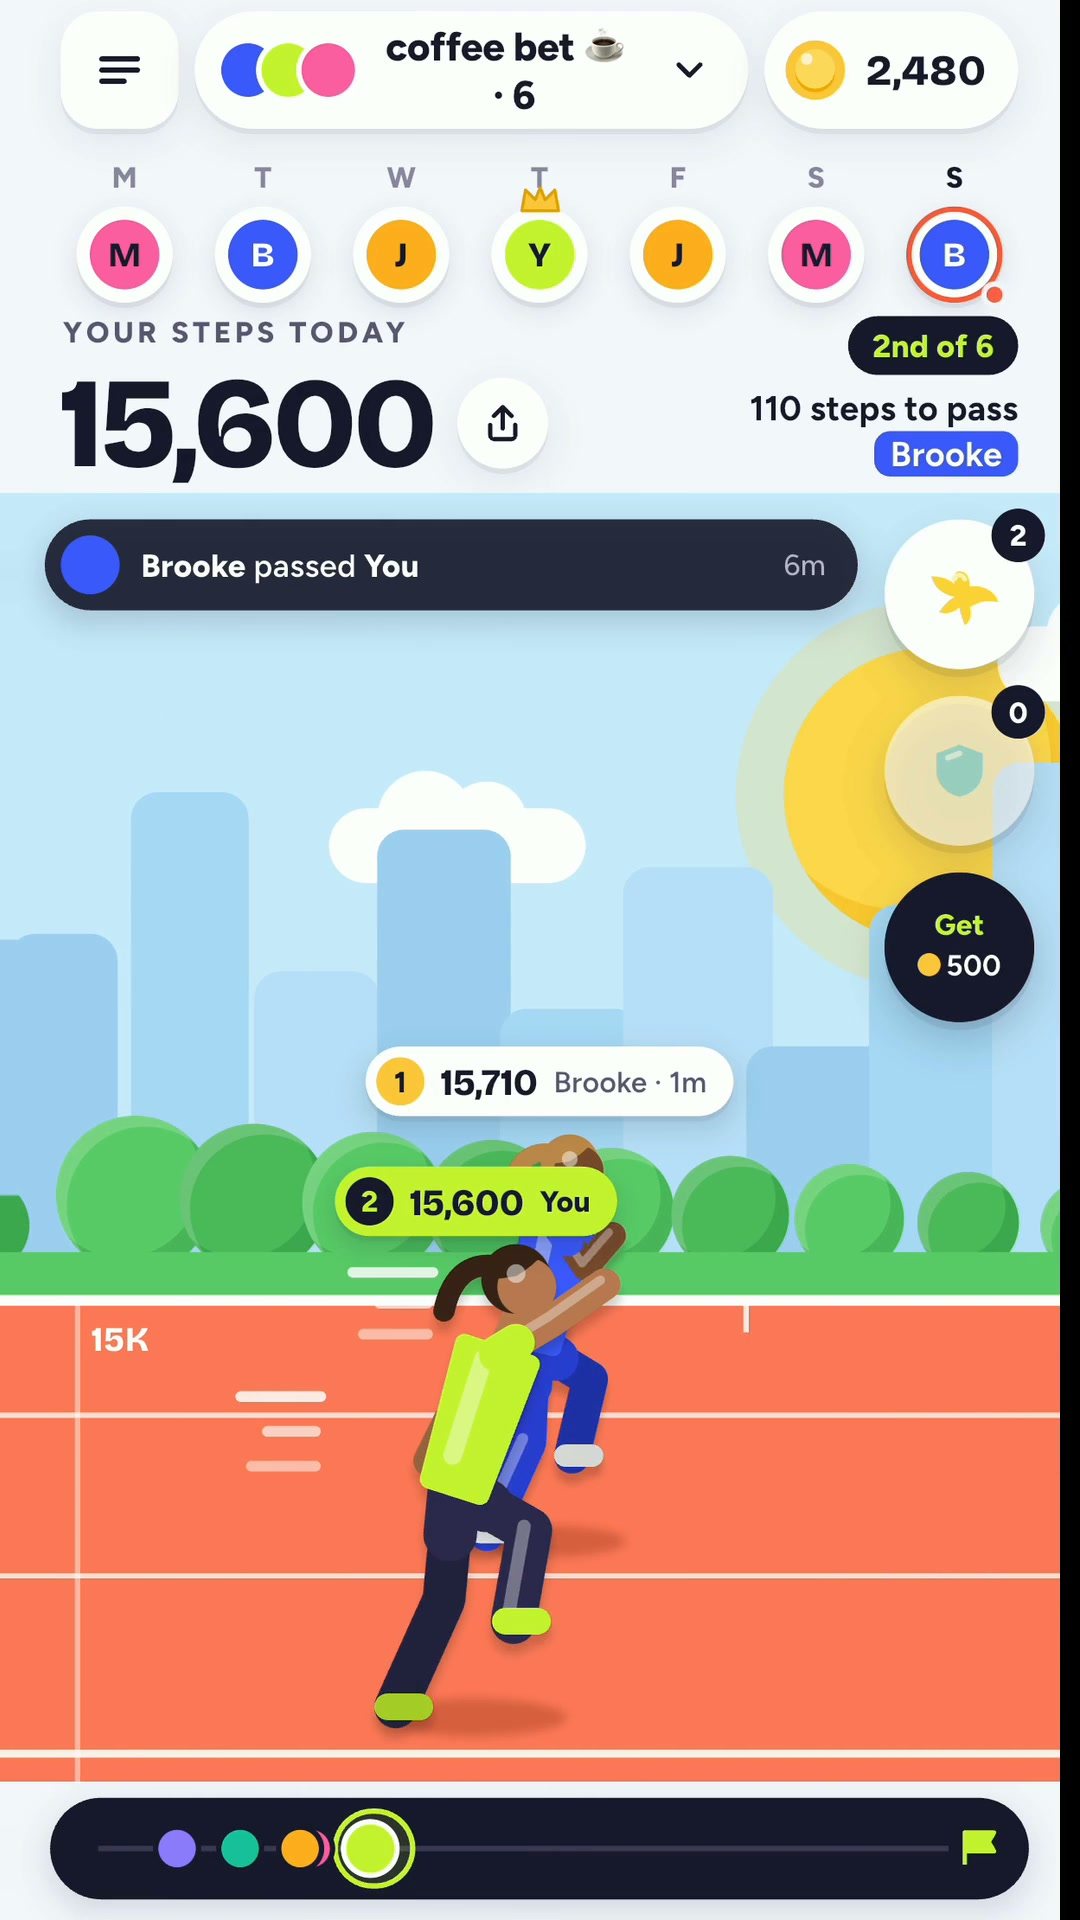 coffee bet ☕
· 6
2,480
M T W T F S S
M B J Y J M B
YOUR STEPS TODAY
15,600
2nd of 6
110 steps to pass
Brooke
Brooke passed You 6m
2
0
Get
500
1 15,710 Brooke · 1m
2 15,600 You
15K